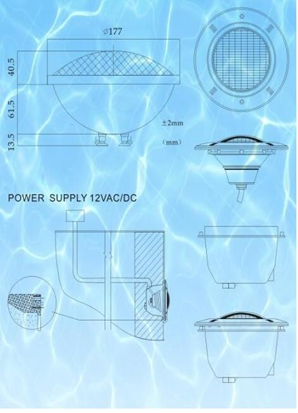 Ø177
40.5
61.5
13.5
±2mm
(mm)
POWER SUPPLY 12VAC/DC